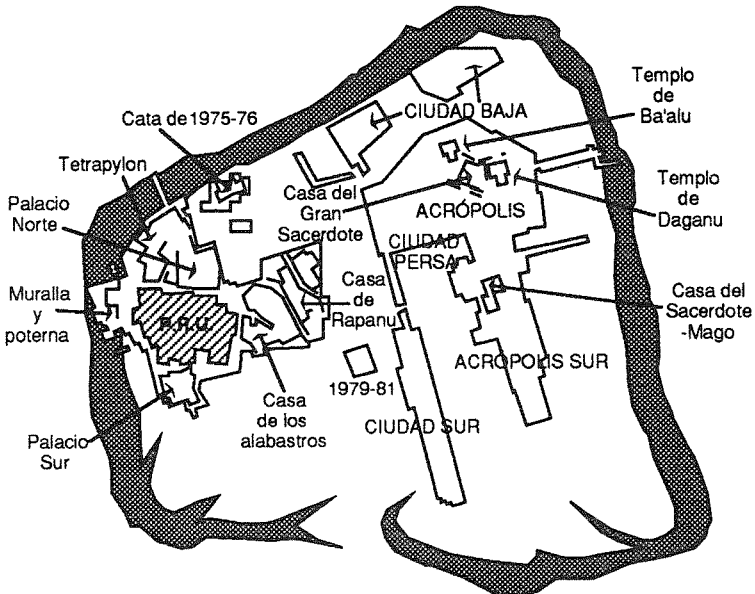 Templo
de
Ba'alu
CIUDAD BAJA
Cata de 1975-76
Tetrapylon
Palacio
Norte
Casa del
Gran
Sacerdote
ACRÓPOLIS
Templo
de
Daganu
CIUDAD
PERSA
Muralla
y
poterna
P.R.U.
Casa
de
Rapanu
Casa del
Sacerdote
-Mago
ACROPOLIS SUR
1979-81
Casa
de los
alabastros
CIUDAD SUR
Palacio
Sur